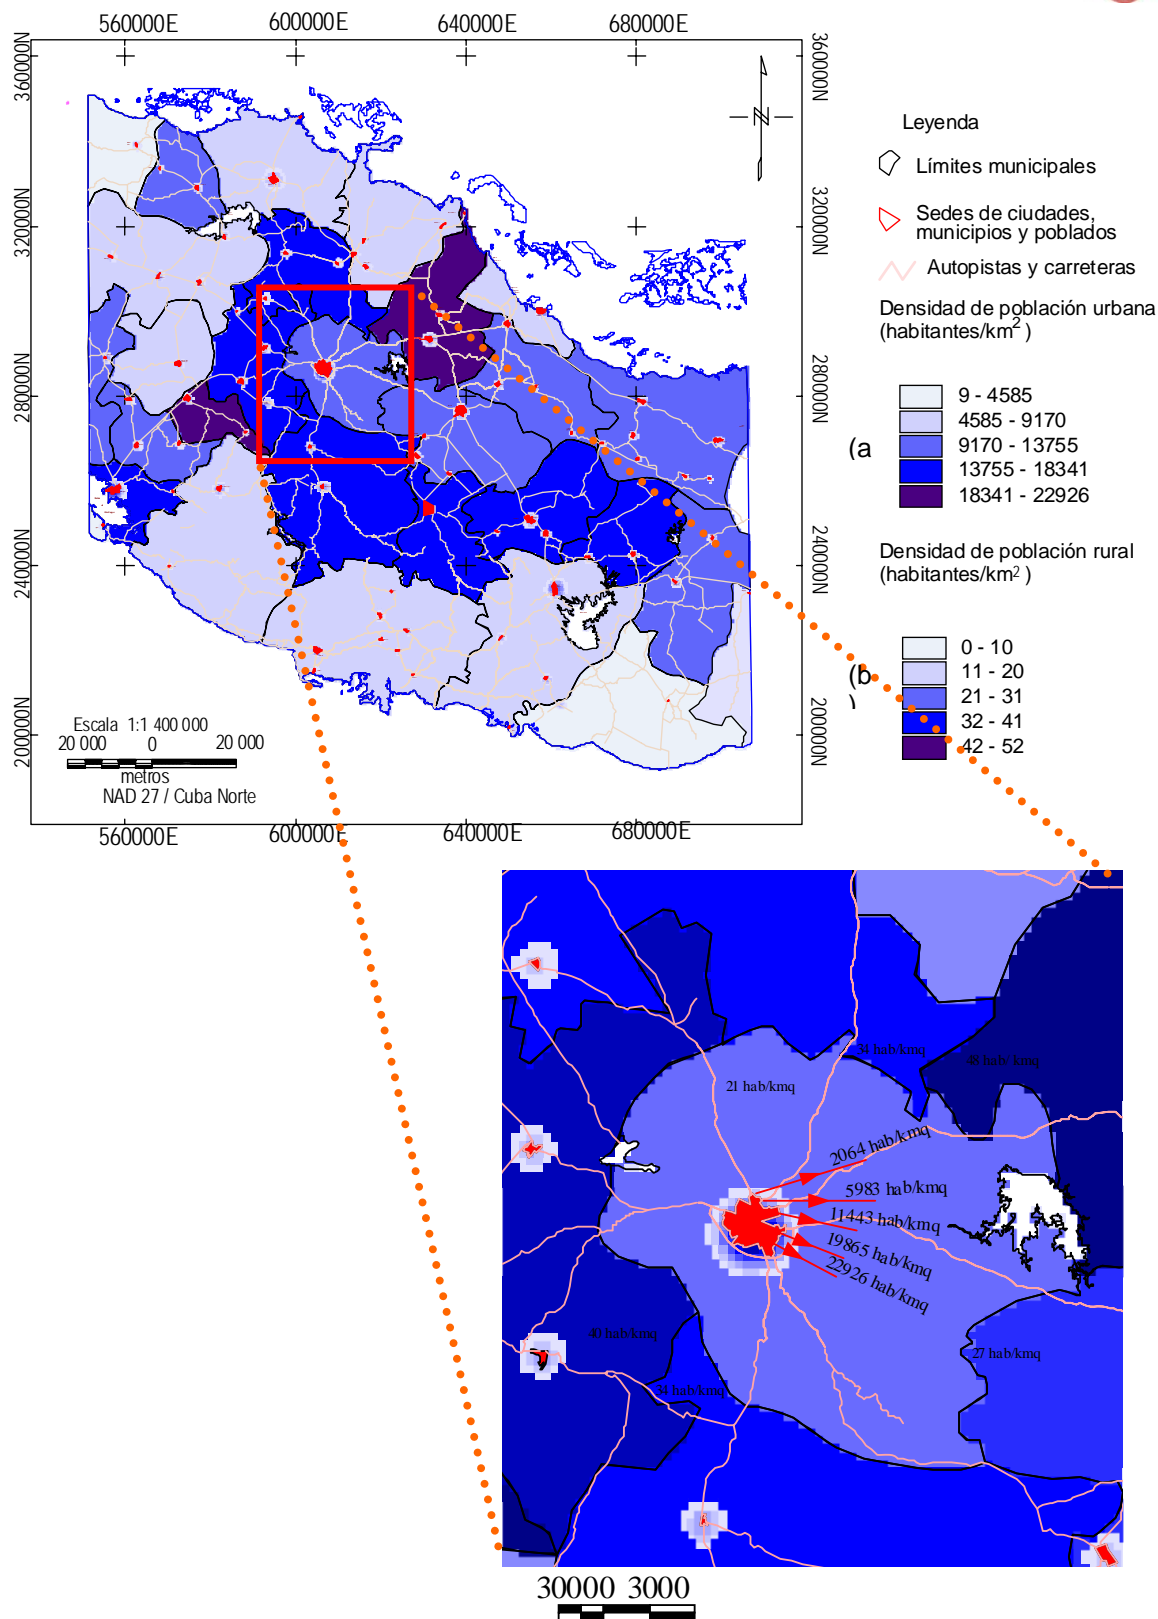 560000E
600000E
640000E
680000E
360000N
320000N
280000N
240000N
200000N
3600000N
320000N
280000N
240000N
200000N
N
Leyenda
Límites municipales
Sedes de ciudades,
municipios y poblados
Autopistas y carreteras
Densidad de población urbana
(habitantes/km2 )
(a
9 - 4585
4585 - 9170
9170 - 13755
13755 - 18341
18341 - 22926
Densidad de población rural
(habitantes/km2 )
(b
)
0 - 10
11 - 20
21 - 31
32 - 41
42 - 52
Escala 1:1 400 000
20 000 0 20 000
metros
NAD 27 / Cuba Norte
560000E
600000E
640000E
680000E
34 hab/kmq
48 hab/kmq
21 hab/kmq
2064 hab/kmq
5983 hab/kmq
11443 hab/kmq
19865 hab/kmq
22926 hab/kmq
40 hab/kmq
27 hab/kmq
34 hab/kmq
30000 3000